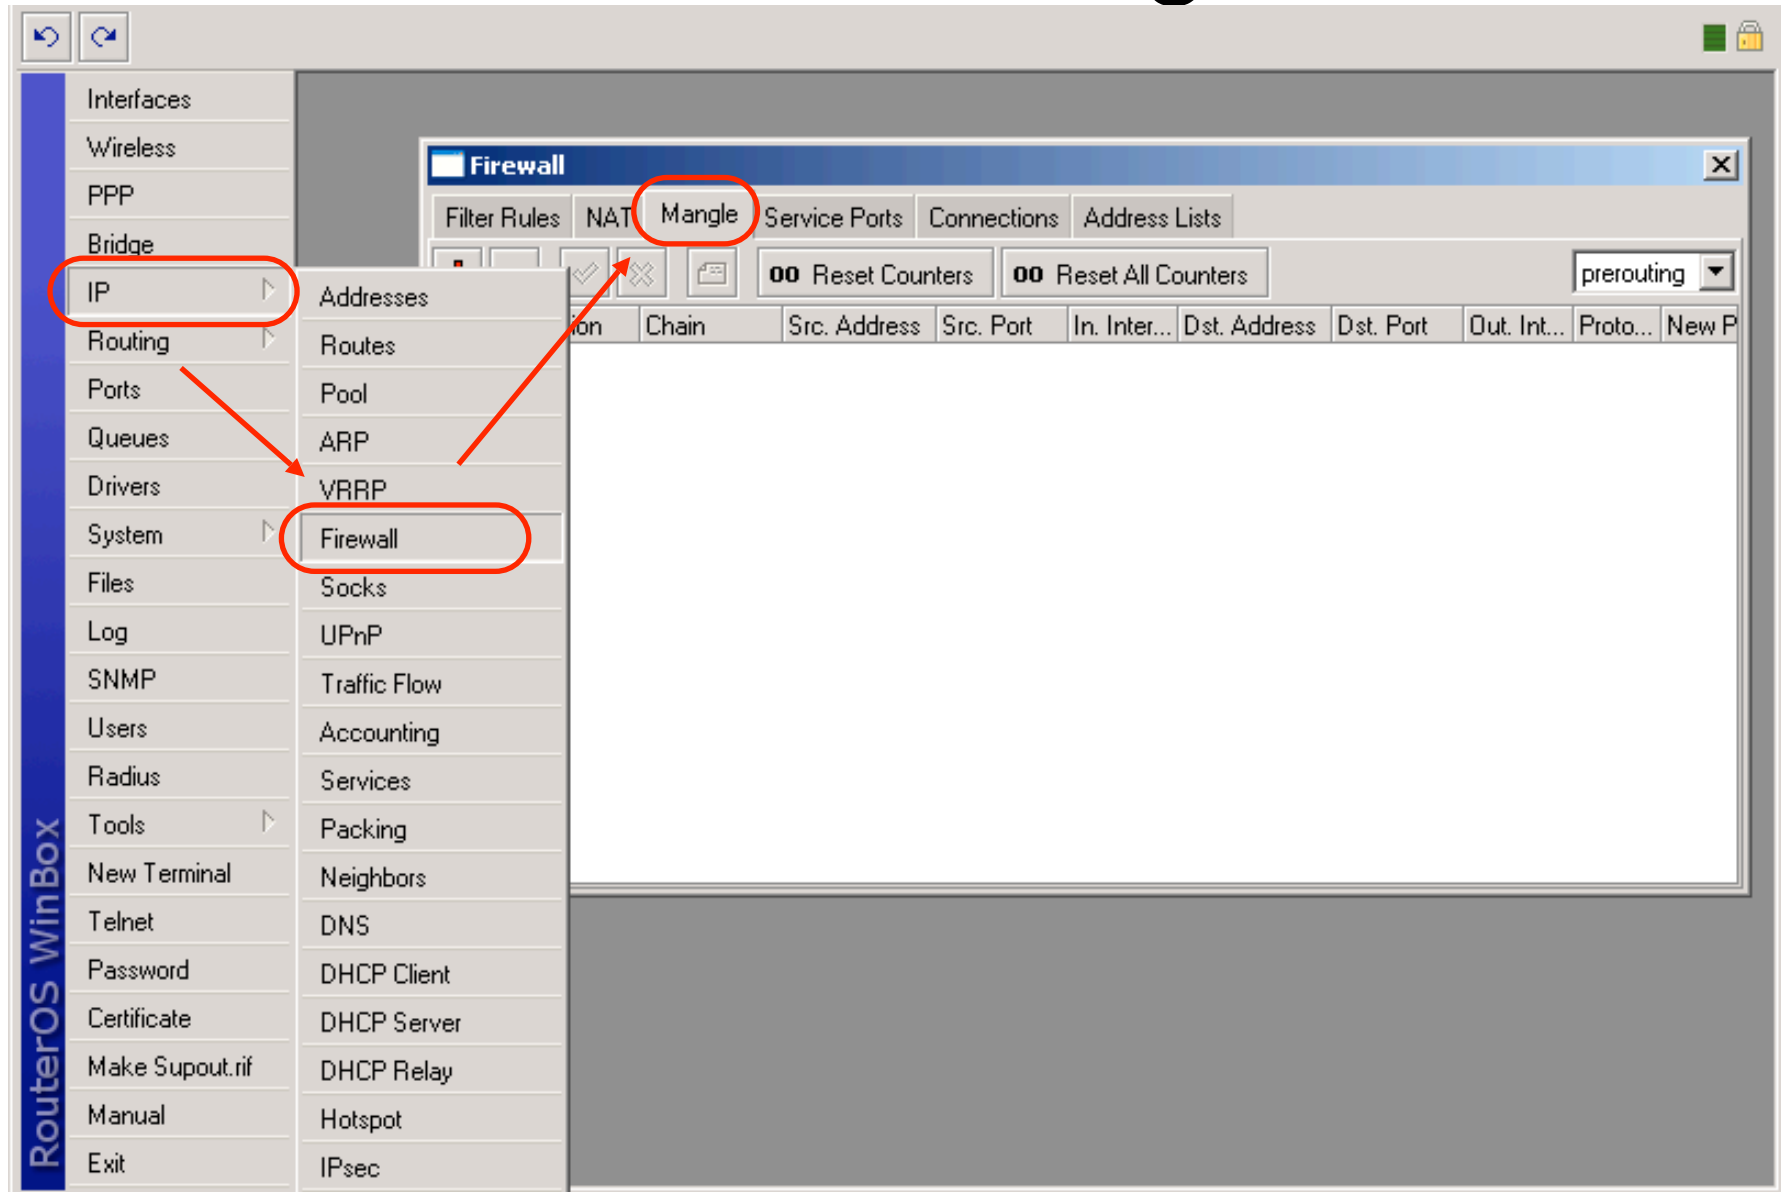 Interfaces
Wireless
PPP
Bridge
IP
Routing
Ports
Queues
Drivers
System
Files
Log
SNMP
Users
Radius
Tools
New Terminal
Telnet
Password
Certificate
Make Supout.rif
Manual
Exit
RouterOS WinBox
Addresses
Routes
Pool
ARP
VRRP
Firewall
Socks
UPnP
Traffic Flow
Accounting
Services
Packing
Neighbors
DNS
DHCP Client
DHCP Server
DHCP Relay
Hotspot
IPsec
Firewall
Filter Rules NAT Mangle Service Ports Connections Address Lists
00 Reset Counters 00 Reset All Counters prerouting
Chain Src. Address Src. Port In. Inter... Dst. Address Dst. Port Out. Int... Proto... New P